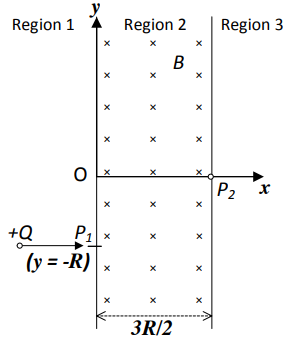 Region 1 y Region 2 Region 3
B
O P2 x
+Q P1
(y = -R)
3R/2